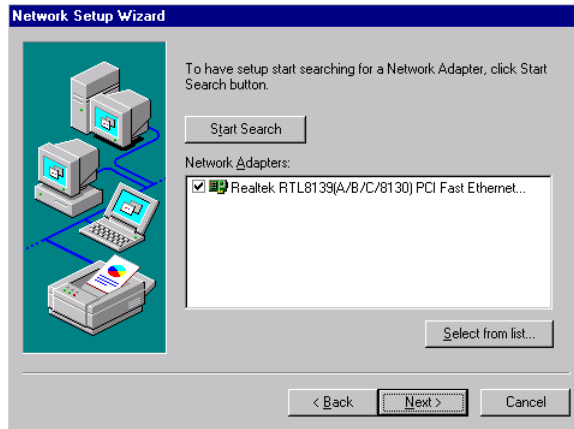 Network Setup Wizard
To have setup start searching for a Network Adapter, click Start
Search button.
Start Search
Network Adapters:
Realtek RTL8139(A/B/C/8130) PCI Fast Ethernet...
Select from list...
< Back
Next >
Cancel